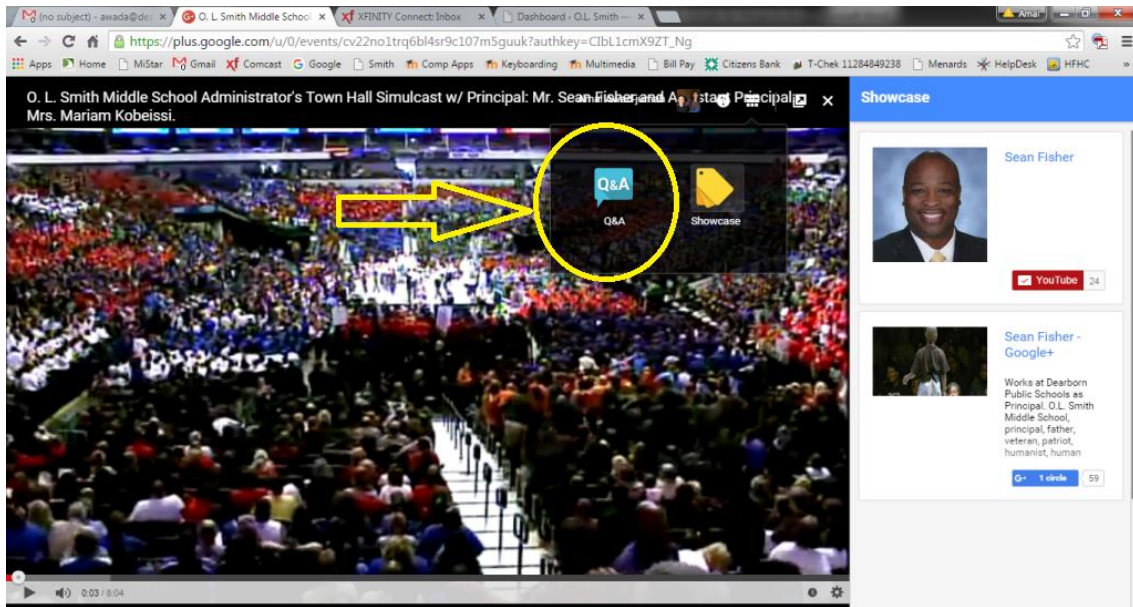 (no subject) - awada@de
O. L. Smith Middle School
XFINITY Connect: Inbox
Dashboard ‹ O.L. Smith —
Amal
https://plus.google.com/u/0/events/cv22no1trq6bl4sr9c107m5guuk?authkey=CIbL1cmX9ZT_Ng
Apps Home MiStar Gmail Comcast Google Smith Comp Apps Keyboarding Multimedia Bill Pay Citizens Bank T-Chek 11284849238 Menards HelpDesk HFHC »
O. L. Smith Middle School Administrator's Town Hall Simulcast w/ Principal: Mr. Sean Fisher and Assistant Principal:
Mrs. Mariam Kobeissi.
Q&A
Q&A
Showcase
Showcase
Sean Fisher
YouTube 24
Sean Fisher -
Google+
Works at Dearborn
Public Schools as
Principal. O.L. Smith
Middle School,
principal, father,
veteran, patriot,
humanist, human
G+ 1 circle 59
0:03 / 8:04